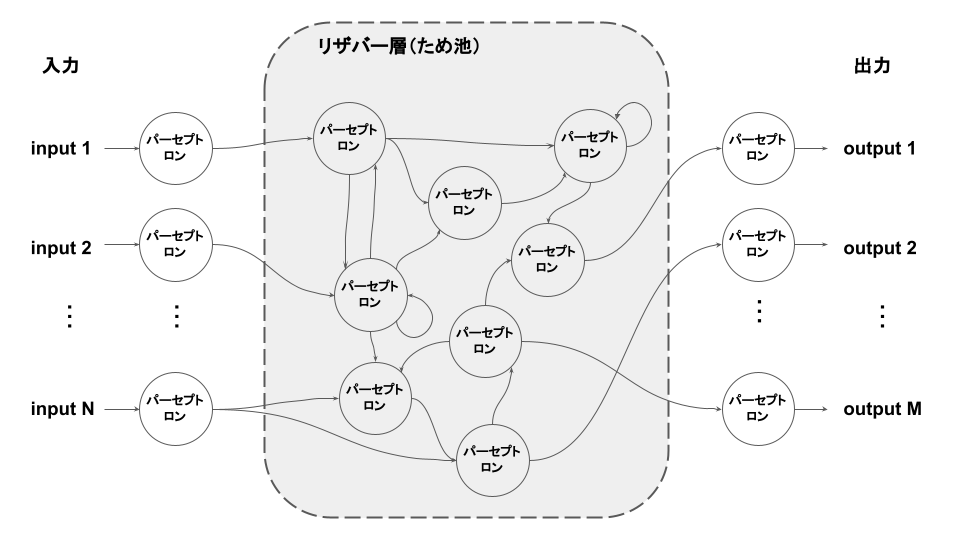 リザバー層(ため池)
入力
出力
input 1
パーセプト
ロン
パーセプト
ロン
パーセプト
ロン
パーセプト
ロン
output 1
パーセプト
ロン
input 2
パーセプト
ロン
パーセプト
ロン
パーセプト
ロン
output 2
パーセプト
ロン
⋮
⋮
⋮
⋮
パーセプト
ロン
input N
パーセプト
ロン
パーセプト
ロン
パーセプト
ロン
output M
パーセプト
ロン